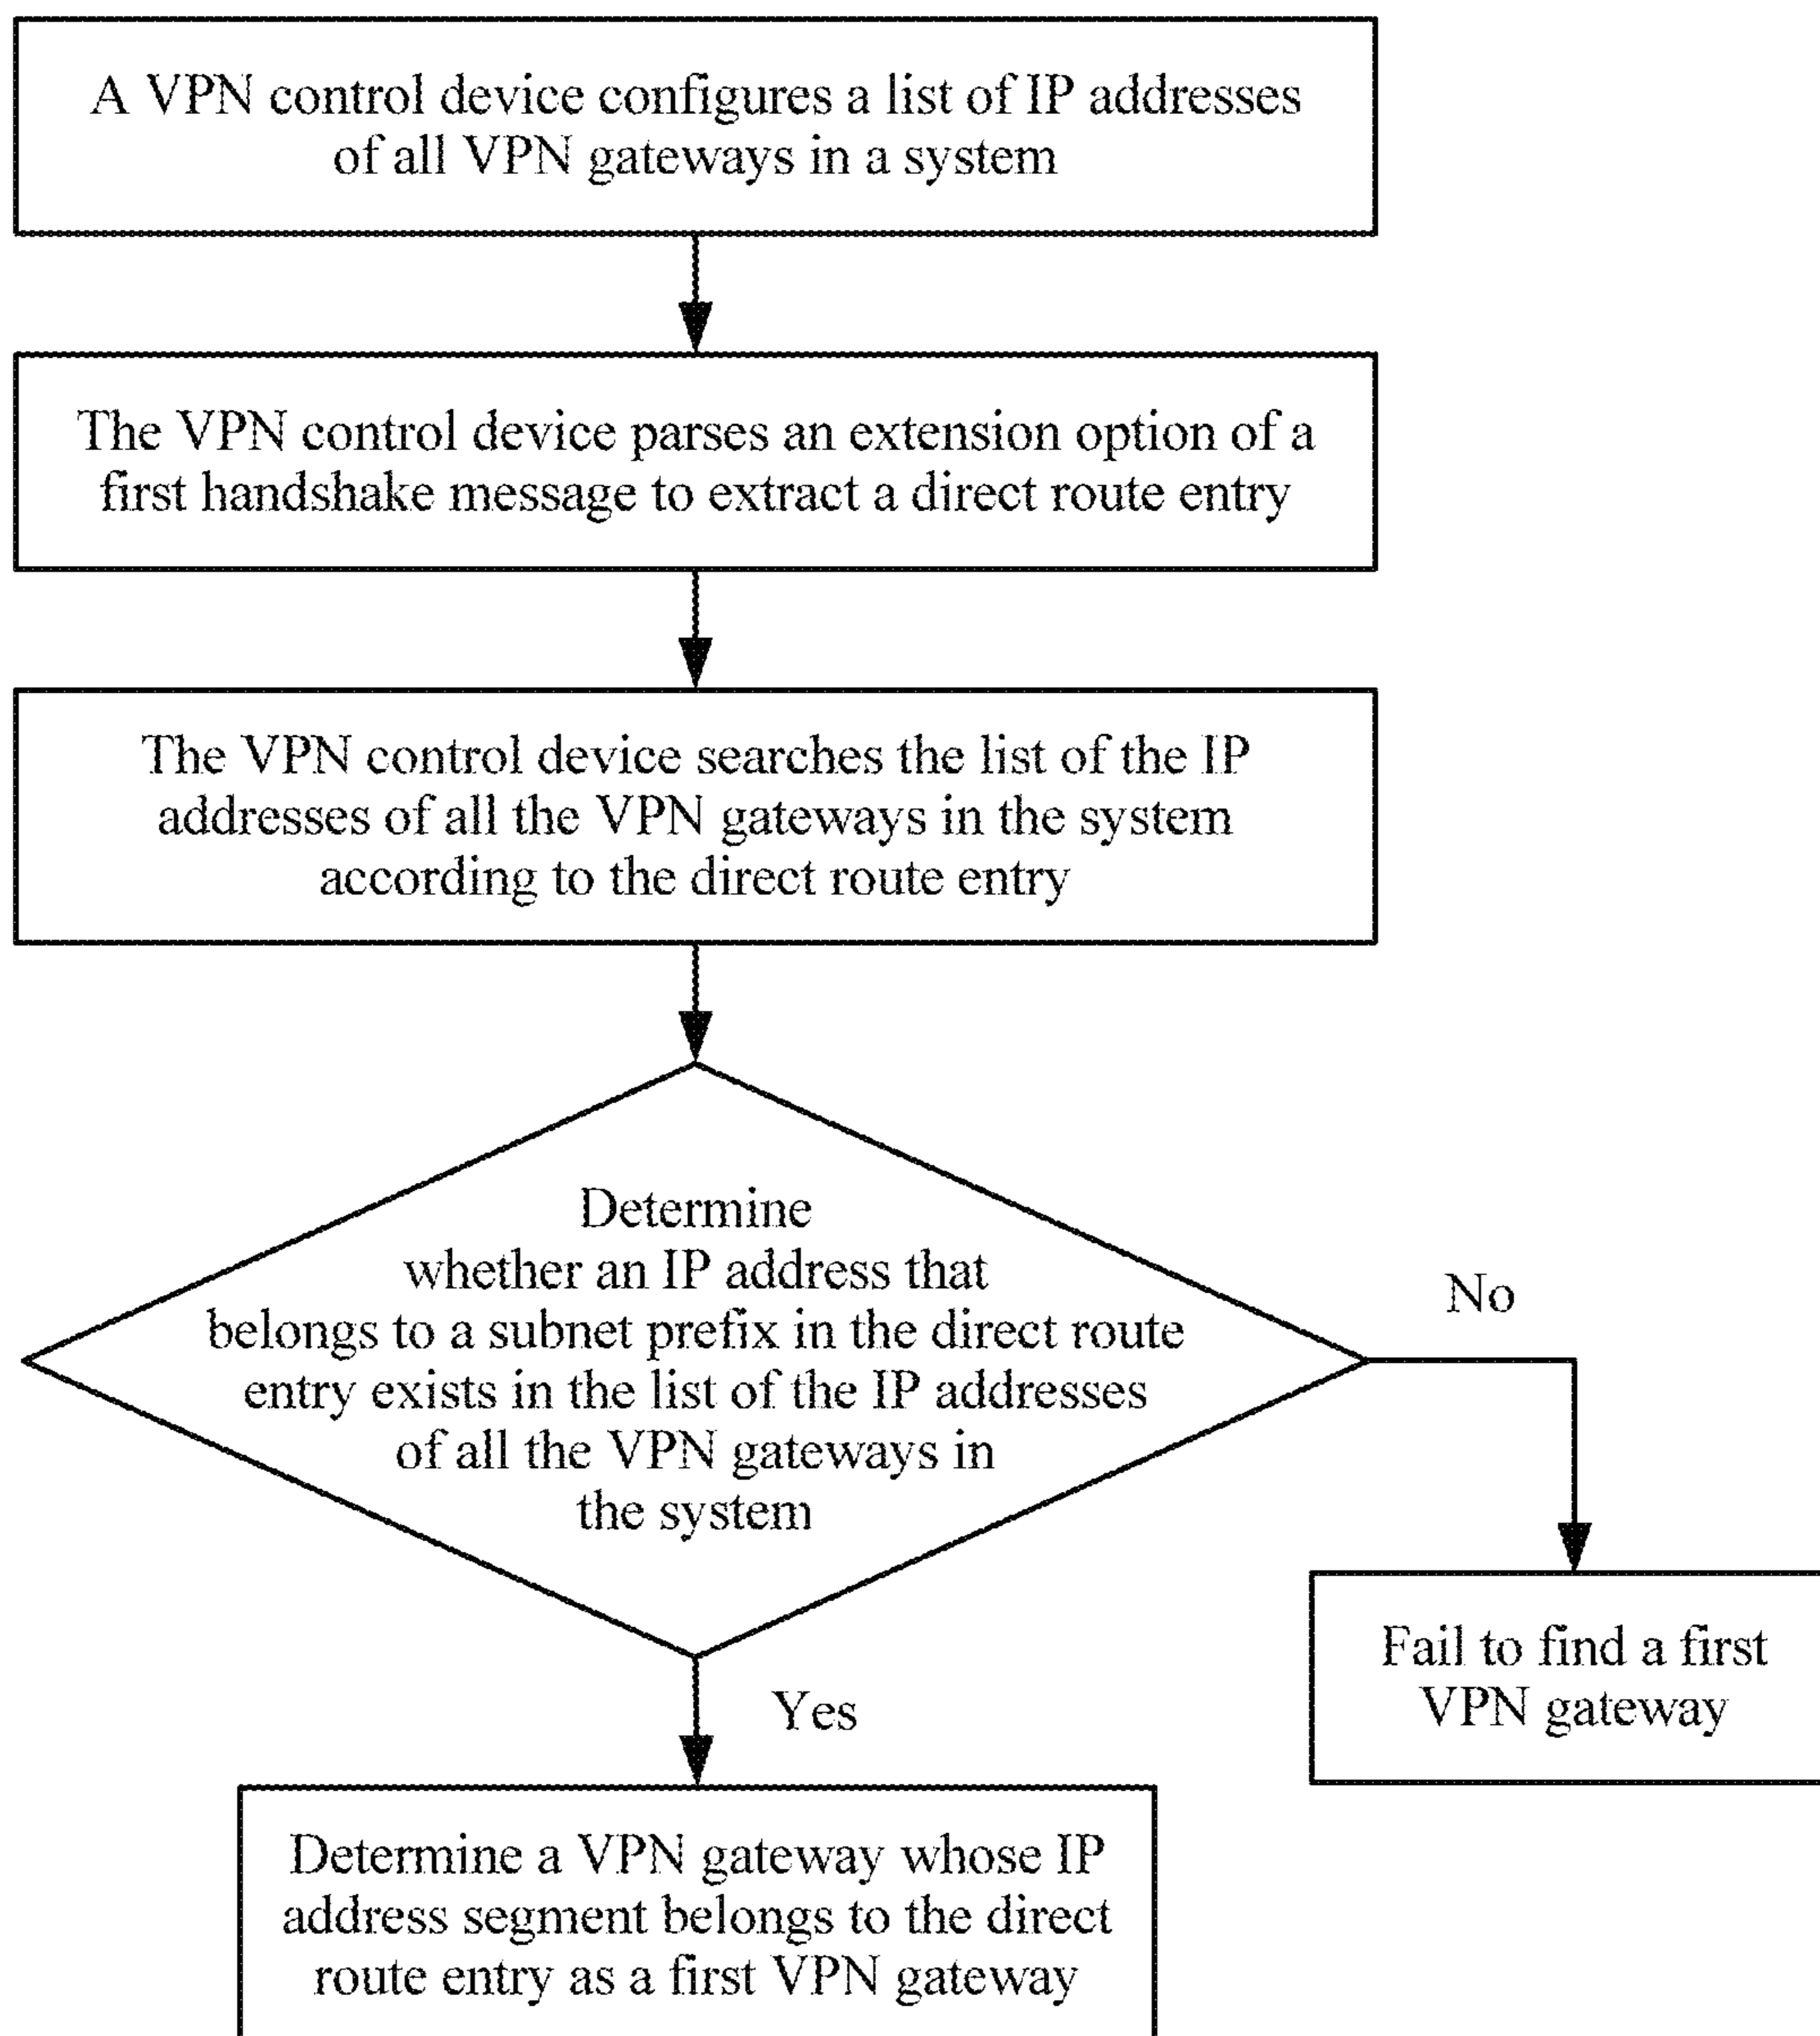 A VPN control device configures a list of IP addresses
of all VPN gateways in a system
The VPN control device parses an extension option of a
first handshake message to extract a direct route entry
The VPN control device searches the list of the IP
addresses of all the VPN gateways in the system
according to the direct route entry
Determine
whether an IP address that
belongs to a subnet prefix in the direct route
entry exists in the list of the IP addresses
of all the VPN gateways in
the system
No
Fail to find a first
VPN gateway
Yes
Determine a VPN gateway whose IP
address segment belongs to the direct
route entry as a first VPN gateway